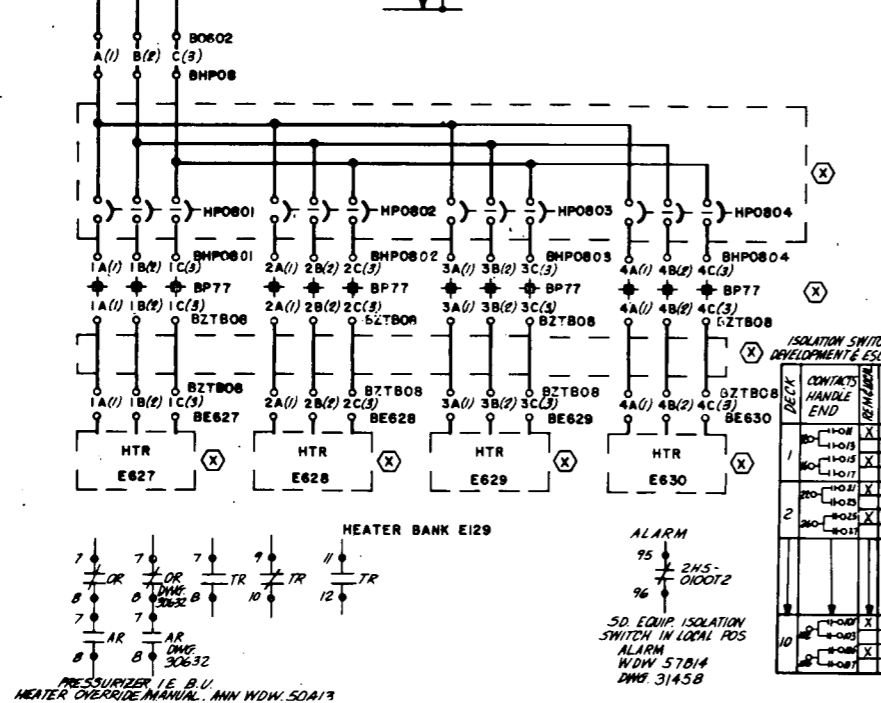 B0602
A(1) B(2) C(3)
BHP08
HP0801 HP0802 HP0803 HP0804
BHP0801 BHP0802 BHP0803 BHP0804
1A(1) 1B(2) 1C(3) 2A(1) 2B(2) 2C(3) 3A(1) 3B(2) 3C(3) 4A(1) 4B(2) 4C(3)
BP77 BP77 BP77 BP77
1A(1) 1B(2) 1C(3) 2A(1) 2B(2) 2C(3) 3A(1) 3B(2) 3C(3) 4A(1) 4B(2) 4C(3)
BZTB08 BZTB08 BZTB08 BZTB08
X
X
X
BZTB08 BZTB08 BZTB08 BZTB08
1A(1) 1B(2) 1C(3) 2A(1) 2B(2) 2C(3) 3A(1) 3B(2) 3C(3) 4A(1) 4B(2) 4C(3)
BE627 BE628 BE629 BE630
HTR HTR HTR HTR
E627 E628 E629 E630
X X X X
HEATER BANK E129
7 OR 8
7 OR 8
DWG.
30632
7 TR 8
9 TR 10
11 TR 12
7 AR 8
7 AR 8
DWG.
30632
PRESSURIZER 1E B.U.
HEATER OVERRIDE/MANUAL. ANN WDW. 50A13
ALARM
95
2HS-
0100T2
96
S.D. EQUIP. ISOLATION
SWITCH IN LOCAL POS
ALARM
WDW 57B14
DWG. 31458
ISOLATION
DEVELOPMENT &
DECK
CONTACTS
HANDLE
END
1
2
10